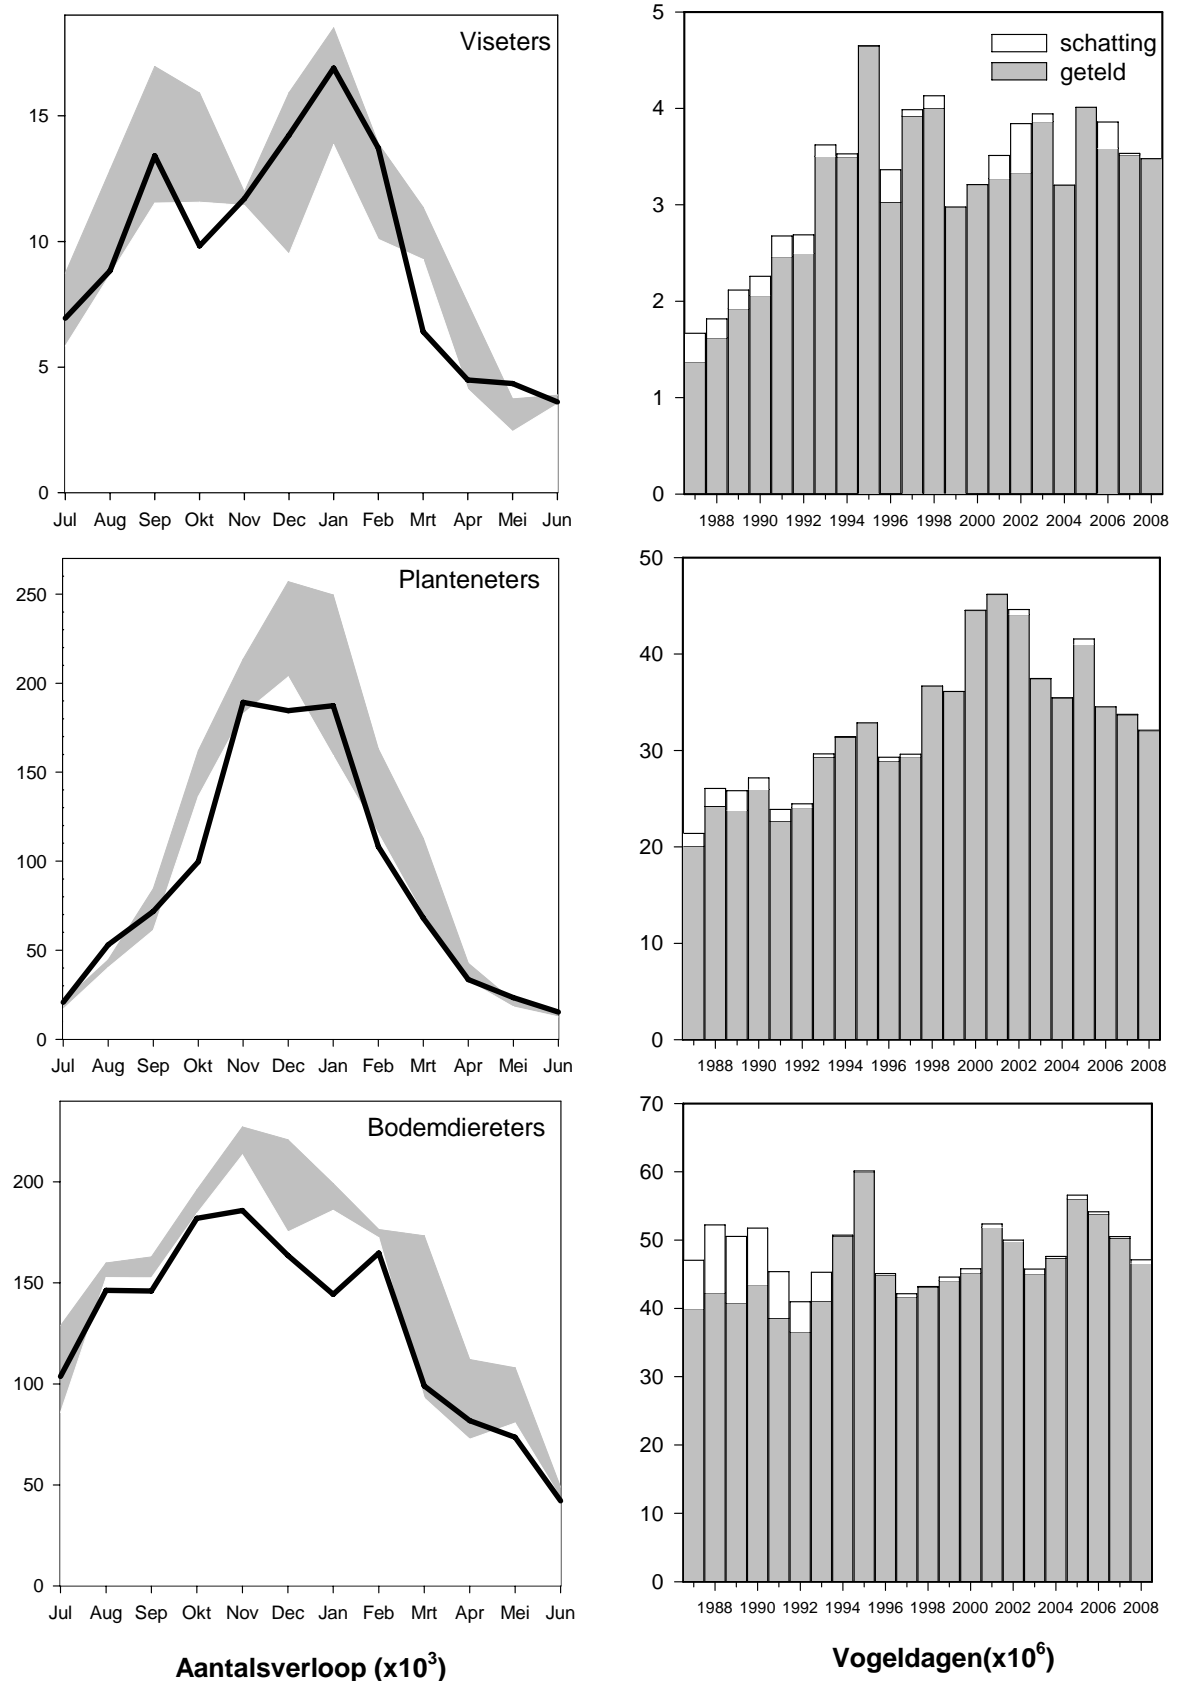 Viseters
15
10
5
0
Jul Aug Sep Okt Nov Dec Jan Feb Mrt Apr Mei Jun
schatting
geteld
5
4
3
2
1
0
1988 1990 1992 1994 1996 1998 2000 2002 2004 2006 2008
Planteneters
250
200
150
100
50
0
Jul Aug Sep Okt Nov Dec Jan Feb Mrt Apr Mei Jun
50
40
30
20
10
0
1988 1990 1992 1994 1996 1998 2000 2002 2004 2006 2008
Bodemdiereters
200
150
100
50
0
Jul Aug Sep Okt Nov Dec Jan Feb Mrt Apr Mei Jun
Aantalsverloop (x10³)
70
60
50
40
30
20
10
0
1988 1990 1992 1994 1996 1998 2000 2002 2004 2006 2008
Vogeldagen(x10⁶)